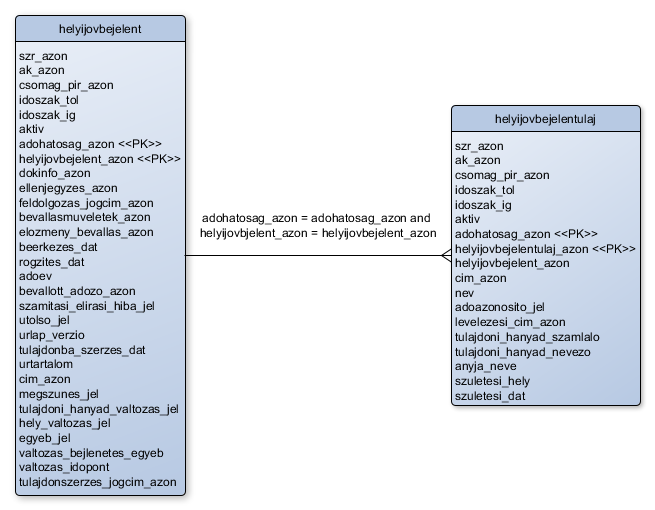 helyijovbejelent
szr_azon
ak_azon
csomag_pir_azon
idoszak_tol
idoszak_ig
aktiv
adohatosag_azon <<PK>>
helyijovbejelent_azon <<PK>>
dokinfo_azon
ellenjegyzes_azon
feldolgozas_jogcim_azon
bevallasmuveletek_azon
elozmeny_bevallas_azon
beerkezes_dat
rogzites_dat
adoev
bevallott_adozo_azon
szamitasi_elirasi_hiba_jel
utolso_jel
urlap_verzio
tulajdonba_szerzes_dat
urtartalom
cim_azon
megszunes_jel
tulajdoni_hanyad_valtozas_jel
hely_valtozas_jel
egyeb_jel
valtozas_bejlenetes_egyeb
valtozas_idopont
tulajdonszerzes_jogcim_azon
adohatosag_azon = adohatosag_azon and
helyijovbjelent_azon = helyijovbejelent_azon
helyijovbejelentulaj
szr_azon
ak_azon
csomag_pir_azon
idoszak_tol
idoszak_ig
aktiv
adohatosag_azon <<PK>>
helyijovbejelentulaj_azon <<PK>>
helyijovbejelent_azon
cim_azon
nev
adoazonosito_jel
levelezesi_cim_azon
tulajdoni_hanyad_szamlalo
tulajdoni_hanyad_nevezo
anyja_neve
szuletesi_hely
szuletesi_dat